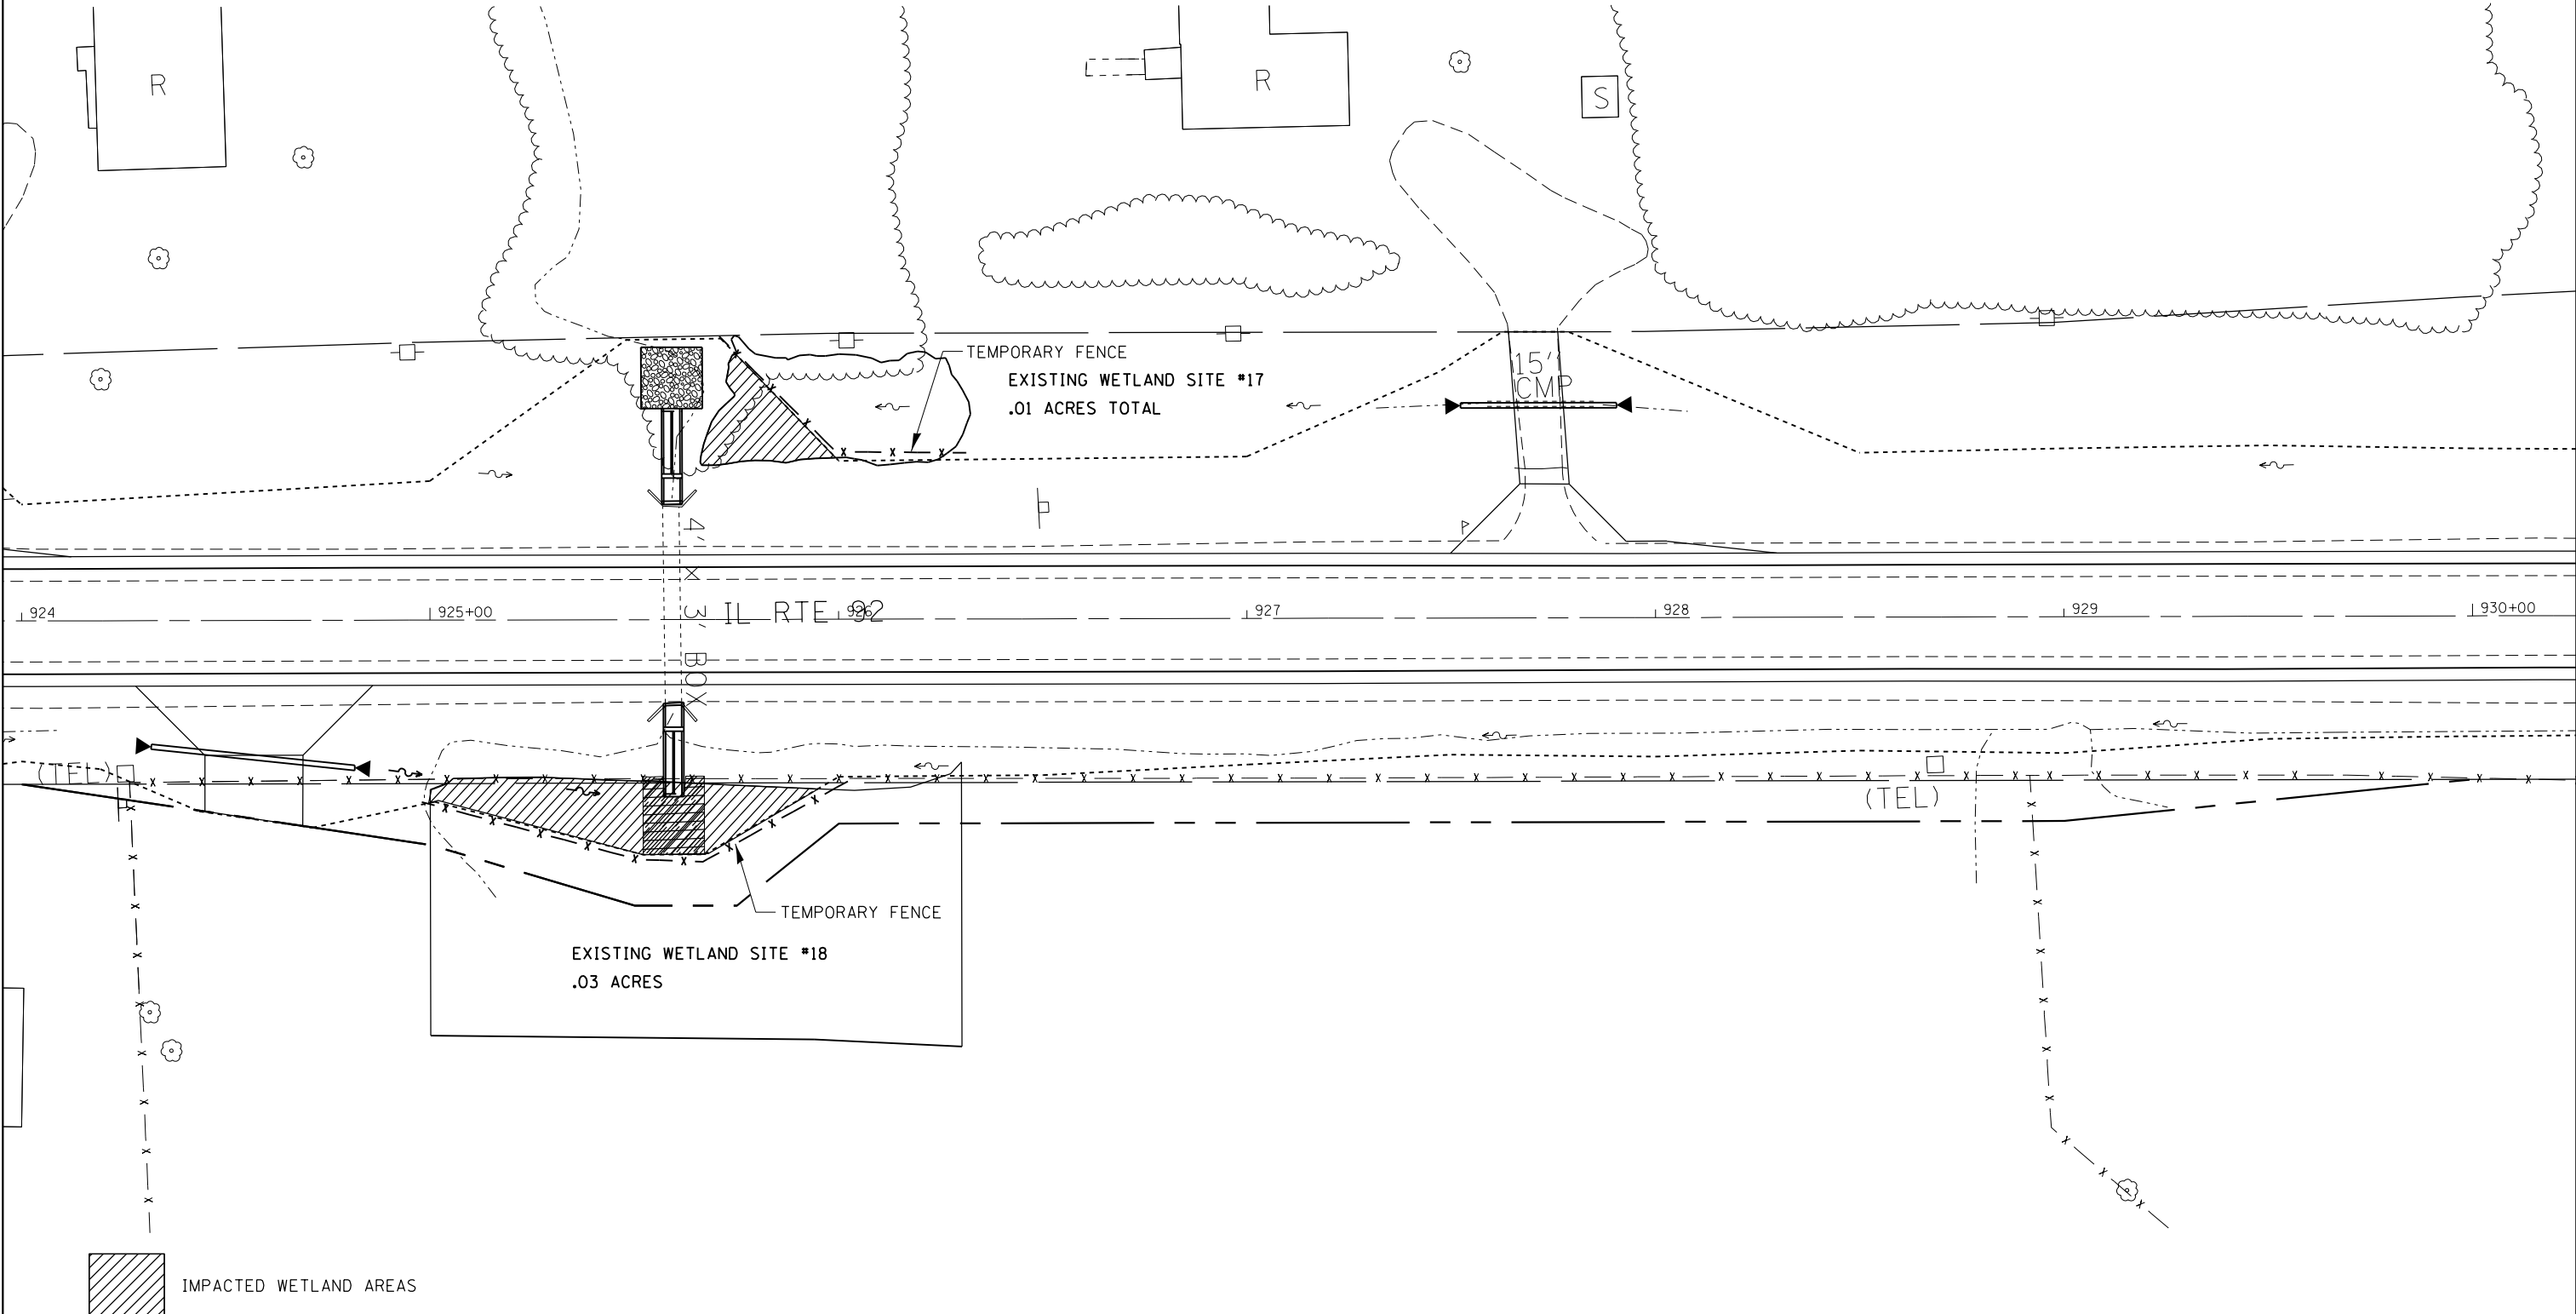 R
R
S
TEMPORARY FENCE
EXISTING WETLAND SITE #17
.01 ACRES TOTAL
15''
CMP
4' X 3' BOX
P
924
925+00
IL RTE 92
926
927
928
929
930+00
(TEL)
(TEL)
TEMPORARY FENCE
EXISTING WETLAND SITE #18
.03 ACRES
IMPACTED WETLAND AREAS